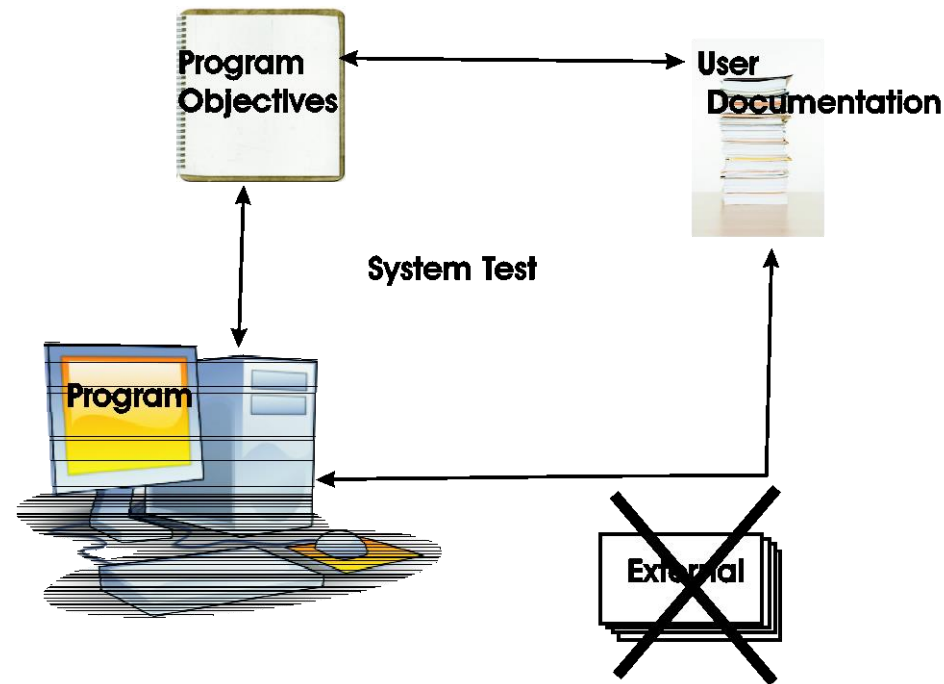 Program
Objectives
User
Documentation
System Test
Program
External